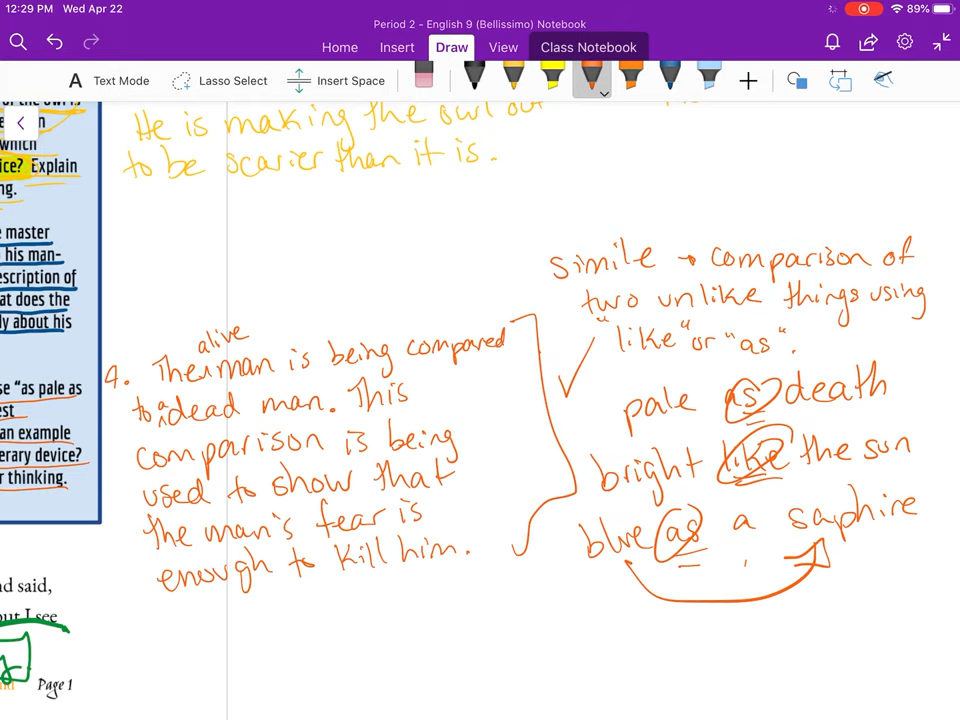 12:29 PM Wed Apr 22
89%
Period 2 - English 9 (Bellissimo) Notebook
Home Insert Draw View Class Notebook
Text Mode Lasso Select Insert Space
which
ice? Explain
ng.
e master
his man-
escription of
at does the
ly about his
se "as pale as
est
an example
erary device?
r thinking.
nd said,
out I see
Page 1
He is making the owl out
to be scarier than it is.
4. The alive man is being compared
to a dead man. This
comparison is being
used to show that
the man's fear is
enough to kill him.
simile → comparison of
two unlike things using
"like" or "as".
pale as death
bright like the sun
blue as a saphire